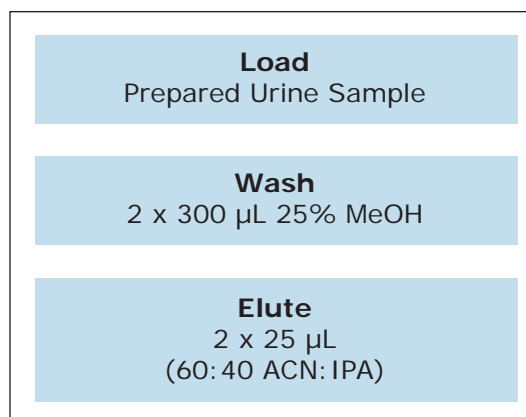 Load
Prepared Urine Sample
Wash
2 x 300 µL 25% MeOH
Elute
2 x 25 µL
(60:40 ACN:IPA)